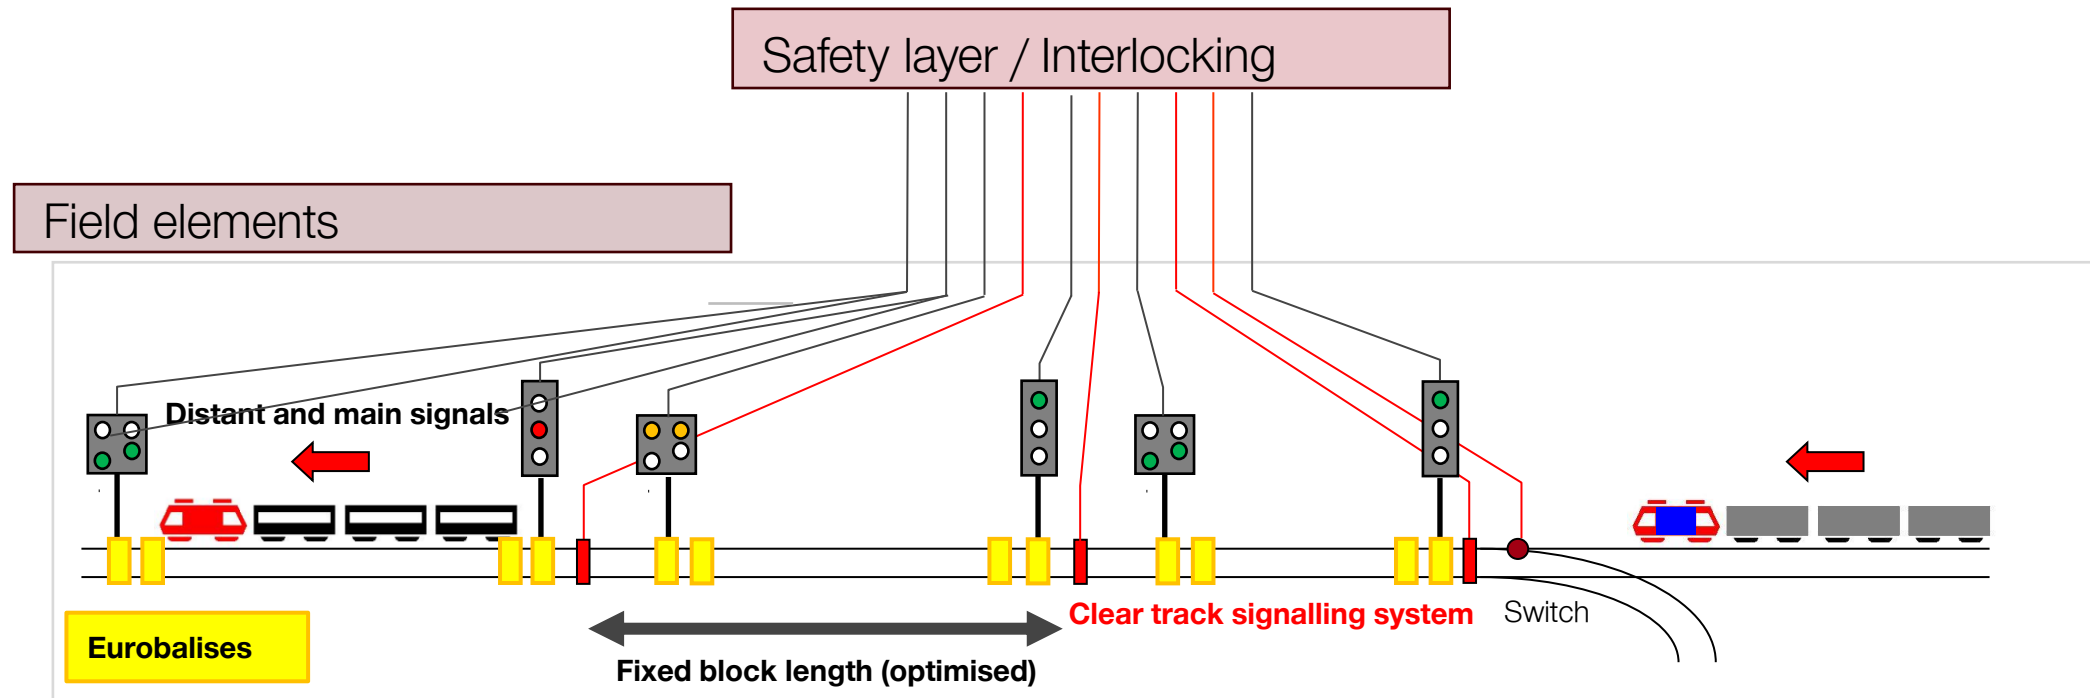 Safety layer / Interlocking
Field elements
Distant and main signals
Clear track signalling system
Switch
Eurobalises
Fixed block length (optimised)